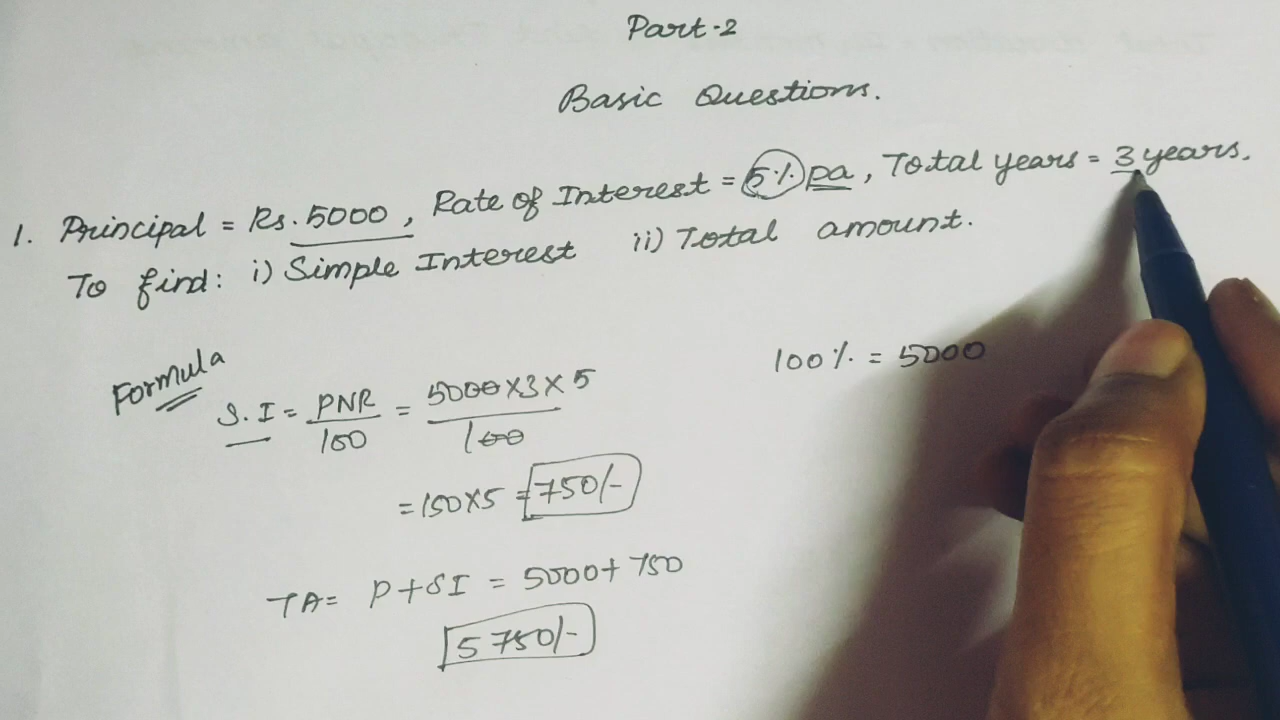 Part-2
Basic Questions.
1. Principal = Rs. 5000, Rate of Interest = 5% pa, Total years = 3 years.
To find: i) Simple Interest ii) Total amount.
Formula
S.I = PNR/100 = 5000×3×5/100
100% = 5000
= 150×5 = 750/-
TA= P+SI = 5000+750
5750/-